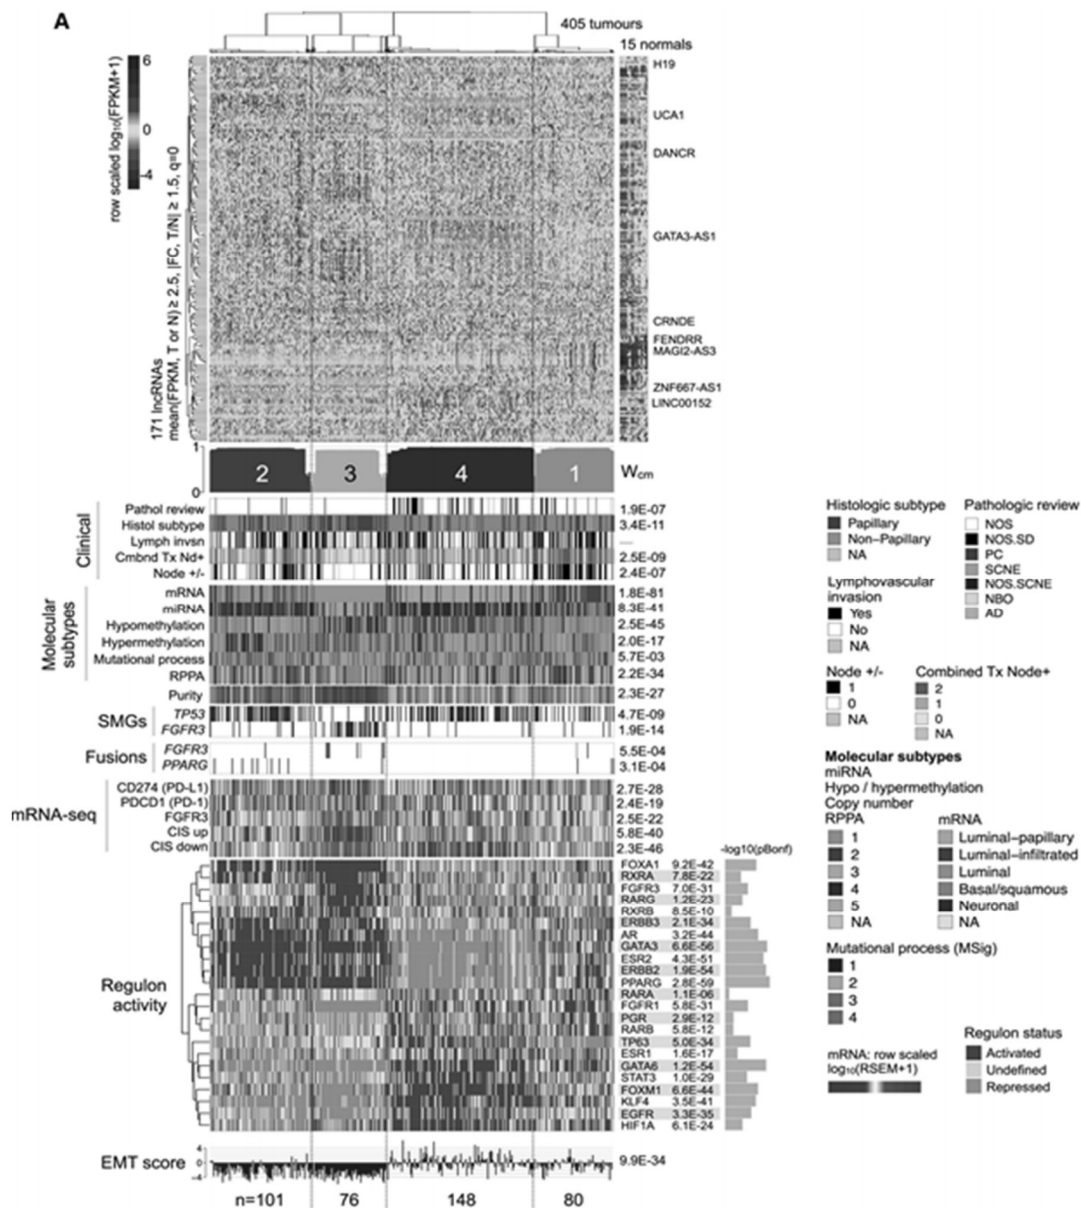 A
405 tumours
15 normals
row scaled log10(FPKM+1)
6
0
-4
171 lncRNAs
mean(FPKM, T or N) ≥ 2.5, |FC, T/N| ≥ 1.5, q=0
H19
UCA1
DANCR
GATA3-AS1
CRNDE
FENDRR
MAGI2-AS3
ZNF667-AS1
LINC00152
1
0
2
3
4
1
Wcm
Clinical
Pathol review 1.9E-07
Histol subtype 3.4E-11
Lymph invsn —
Cmbnd Tx Nd+ 2.5E-09
Node +/- 2.4E-07
Molecular subtypes
mRNA 1.8E-81
miRNA 8.3E-41
Hypomethylation 2.5E-45
Hypermethylation 2.0E-17
Mutational process 5.7E-03
RPPA 2.2E-34
Purity 2.3E-27
SMGs
TP53 4.7E-09
FGFR3 1.9E-14
Fusions
FGFR3 5.5E-04
PPARG 3.1E-04
mRNA-seq
CD274 (PD-L1) 2.7E-28
PDCD1 (PD-1) 2.4E-19
FGFR3 2.5E-22
CIS up 5.8E-40
CIS down 2.3E-46
-log10(pBonf)
Regulon activity
FOXA1 9.2E-42
RXRA 7.8E-22
FGFR3 7.0E-31
RARG 1.2E-23
RXRB 8.5E-10
ERBB3 2.1E-34
AR 3.2E-44
GATA3 6.6E-56
ESR2 4.3E-51
ERBB2 1.9E-54
PPARG 2.8E-59
RARA 1.1E-06
FGFR1 5.8E-31
PGR 2.9E-12
RARB 5.8E-12
TP63 5.0E-34
ESR1 1.6E-17
GATA6 1.2E-54
STAT3 1.0E-29
FOXM1 6.6E-44
KLF4 3.5E-41
EGFR 3.3E-35
HIF1A 6.1E-24
EMT score
4
0
-4
9.9E-34
n=101 76 148 80
Histologic subtype
Papillary
Non-Papillary
NA
Pathologic review
NOS
NOS.SD
PC
SCNE
NOS.SCNE
NBO
AD
Lymphovascular
invasion
Yes
No
NA
Node +/-
1
0
NA
Combined Tx Node+
2
1
0
NA
Molecular subtypes
miRNA
Hypo / hypermethylation
Copy number
RPPA
1
2
3
4
5
NA
mRNA
Luminal-papillary
Luminal-infiltrated
Luminal
Basal/squamous
Neuronal
NA
Mutational process (MSig)
1
2
3
4
mRNA: row scaled
log10(RSEM+1)
Regulon status
Activated
Undefined
Repressed